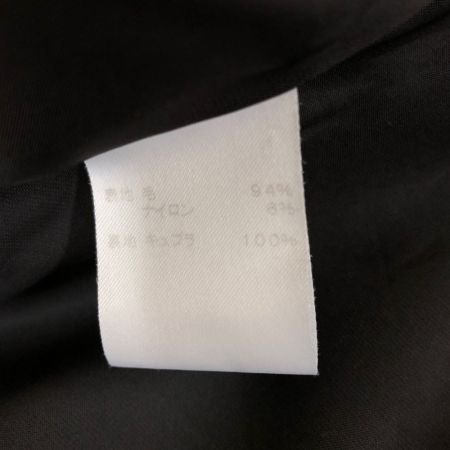 表地 毛 94%
ナイロン 6%
裏地 キュプラ 100%